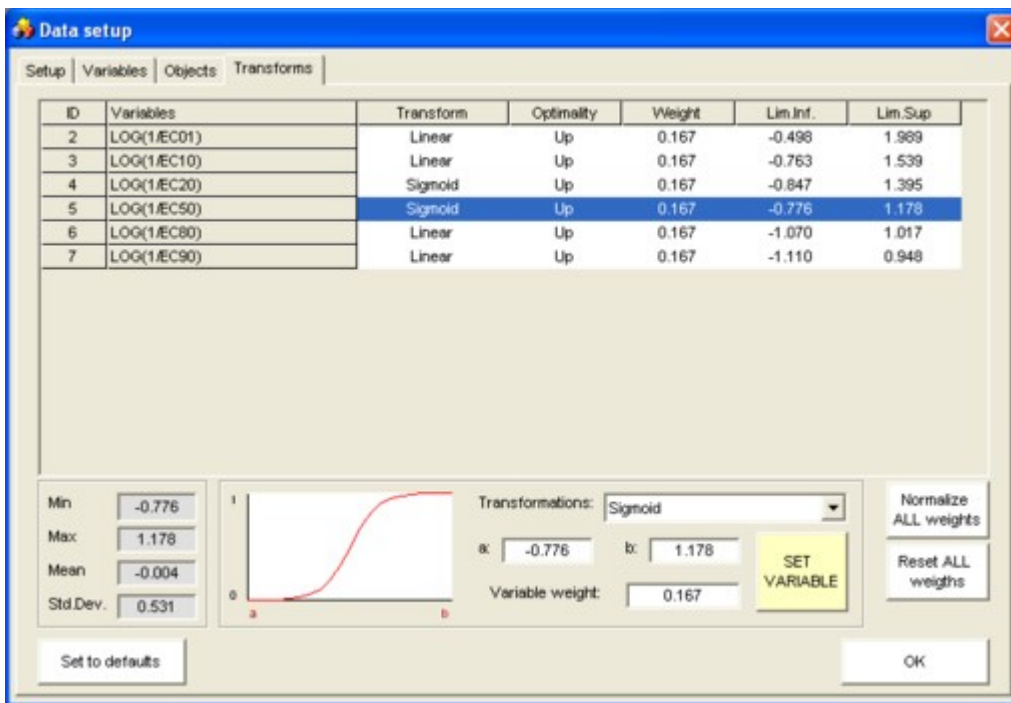 Data setup
Setup Variables Objects Transforms
ID Variables Transform Optimality Weight Lim.Inf. Lim.Sup
2 LOG(1/EC01) Linear Up 0.167 -0.498 1.989
3 LOG(1/EC10) Linear Up 0.167 -0.763 1.539
4 LOG(1/EC20) Sigmoid Up 0.167 -0.847 1.395
5 LOG(1/EC50) Sigmoid Up 0.167 -0.776 1.178
6 LOG(1/EC80) Linear Up 0.167 -1.070 1.017
7 LOG(1/EC90) Linear Up 0.167 -1.110 0.948
Min -0.776
Max 1.178
Mean -0.004
Std.Dev. 0.531
1
0
a b
Transformations: Sigmoid
a: -0.776 b: 1.178
Variable weight: 0.167
SET
VARIABLE
Normalize
ALL weights
Reset ALL
weigths
Set to defaults
OK